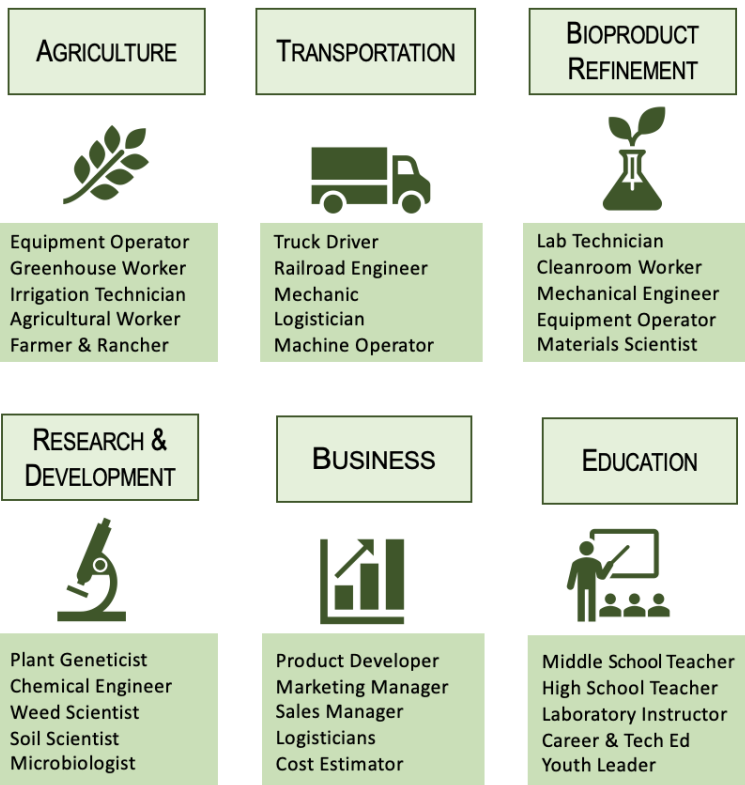 AGRICULTURE
Equipment Operator
Greenhouse Worker
Irrigation Technician
Agricultural Worker
Farmer & Rancher
TRANSPORTATION
Truck Driver
Railroad Engineer
Mechanic
Logistician
Machine Operator
BIOPRODUCT
REFINEMENT
Lab Technician
Cleanroom Worker
Mechanical Engineer
Equipment Operator
Materials Scientist
RESEARCH &
DEVELOPMENT
Plant Geneticist
Chemical Engineer
Weed Scientist
Soil Scientist
Microbiologist
BUSINESS
Product Developer
Marketing Manager
Sales Manager
Logisticians
Cost Estimator
EDUCATION
Middle School Teacher
High School Teacher
Laboratory Instructor
Career & Tech Ed
Youth Leader